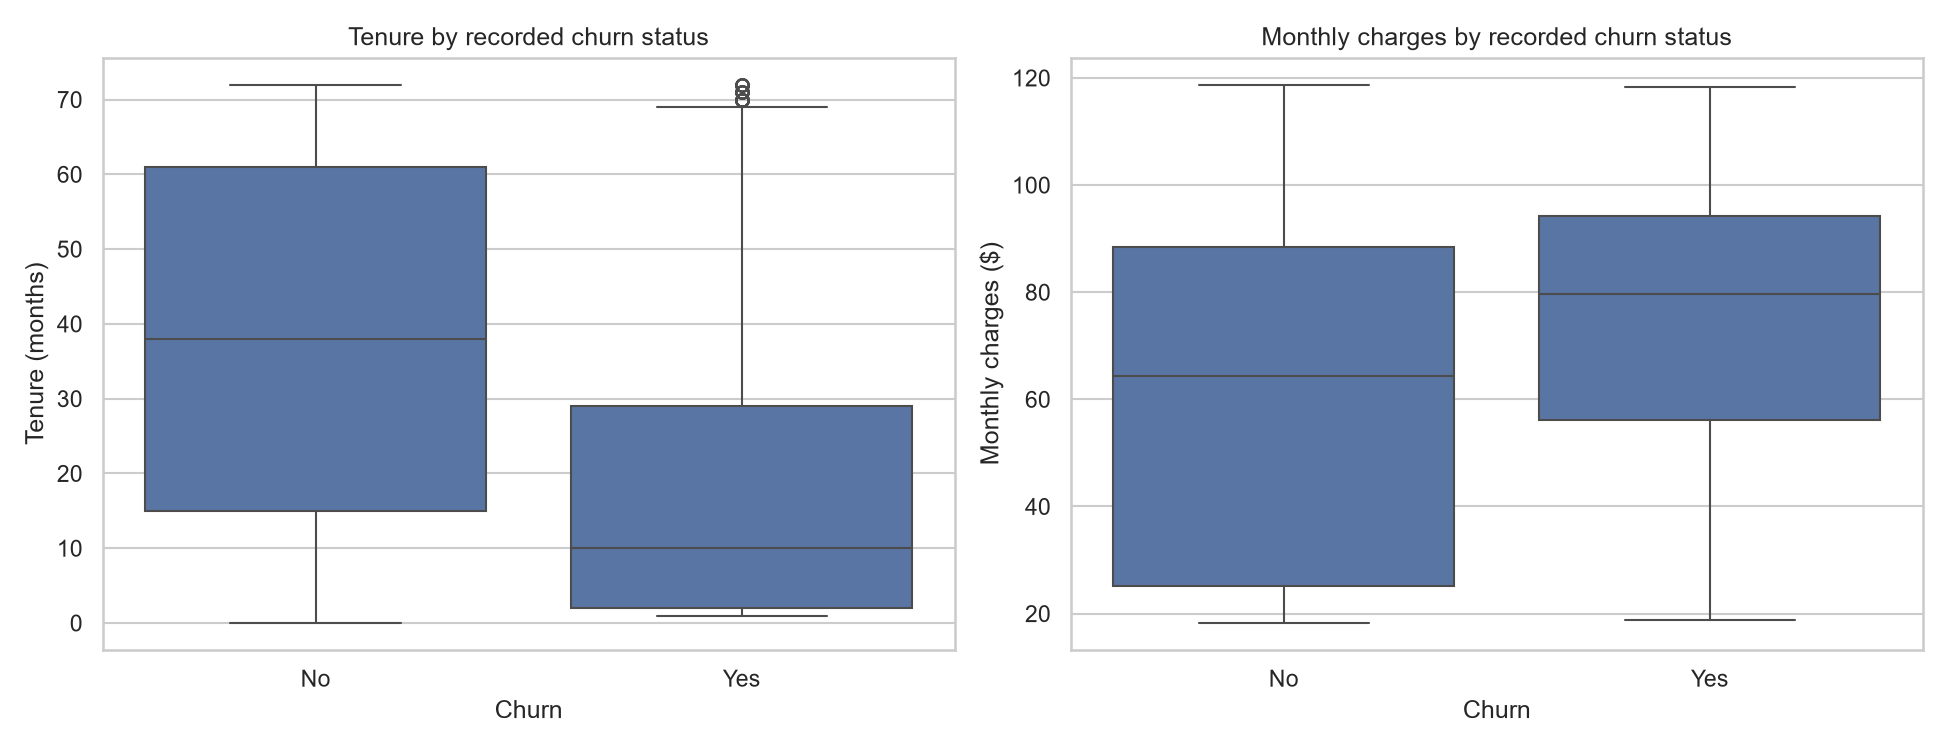 Tenure by recorded churn status
Tenure (months)
70
60
50
40
30
20
10
0
No
Yes
Churn
Monthly charges by recorded churn status
Monthly charges ($)
120
100
80
60
40
20
No
Yes
Churn